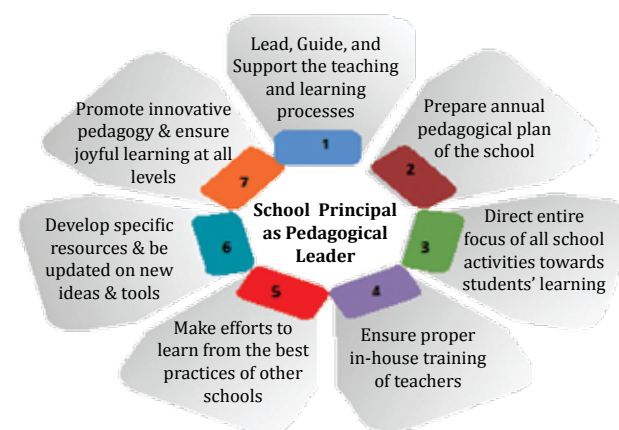 School Principal
as Pedagogical
Leader
1
Lead, Guide, and
Support the teaching
and learning
processes
2
Prepare annual
pedagogical plan
of the school
3
Direct entire
focus of all school
activities towards
students’ learning
4
Ensure proper
in-house training
of teachers
5
Make efforts to
learn from the best
practices of other
schools
6
Develop specific
resources & be
updated on new
ideas & tools
7
Promote innovative
pedagogy & ensure
joyful learning at all
levels